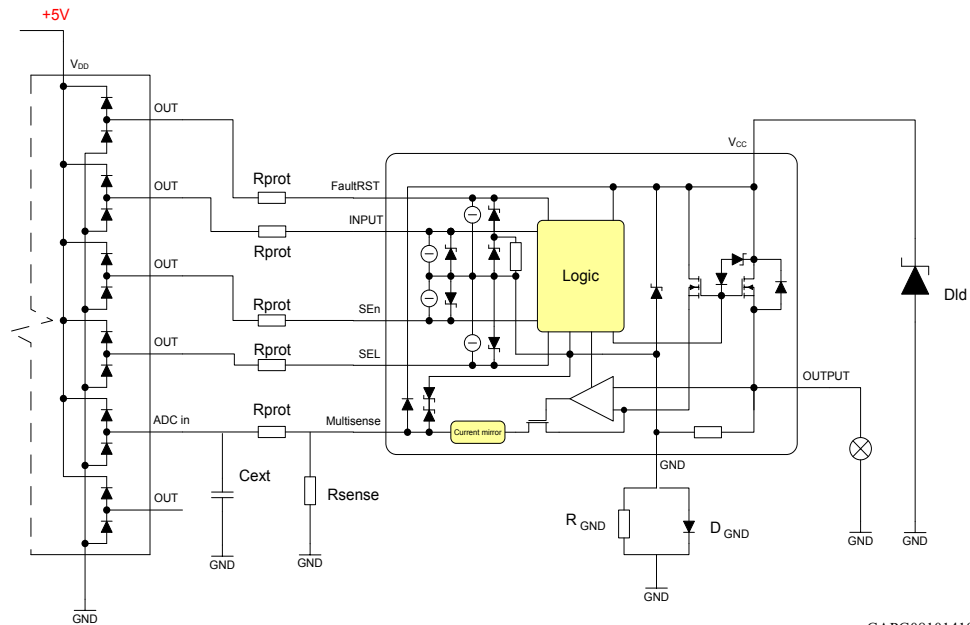 +5V
VDD
OUT
OUT
OUT
OUT
ADC in
OUT
GND
Rprot
Rprot
Rprot
Rprot
Rprot
Cext
GND
Rsense
GND
FaultRST
INPUT
SEn
SEL
Multisense
VCC
Logic
Current mirror
OUTPUT
GND
R GND
D GND
GND
GND
Dld
GND